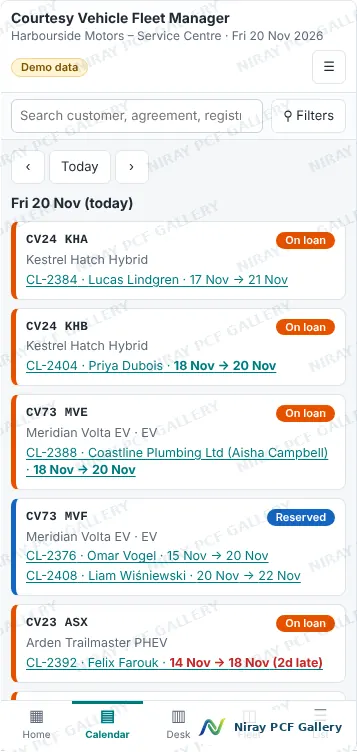 Courtesy Vehicle Fleet Manager
Harbourside Motors – Service Centre · Fri 20 Nov 2026
Demo data
☰
Search customer, agreement, registr
Filters
‹ Today ›
Fri 20 Nov (today)
CV24 KHA On loan
Kestrel Hatch Hybrid
CL-2384 · Lucas Lindgren · 17 Nov → 21 Nov
CV24 KHB On loan
Kestrel Hatch Hybrid
CL-2404 · Priya Dubois · 18 Nov → 20 Nov
CV73 MVE On loan
Meridian Volta EV · EV
CL-2388 · Coastline Plumbing Ltd (Aisha Campbell)
· 18 Nov → 20 Nov
CV73 MVF Reserved
Meridian Volta EV · EV
CL-2376 · Omar Vogel · 15 Nov → 20 Nov
CL-2408 · Liam Wiśniewski · 20 Nov → 22 Nov
CV23 ASX On loan
Arden Trailmaster PHEV
CL-2392 · Felix Farouk · 14 Nov → 18 Nov (2d late)
Home Calendar Desk
Niray PCF Gallery
NIRAY PCF GALLERY